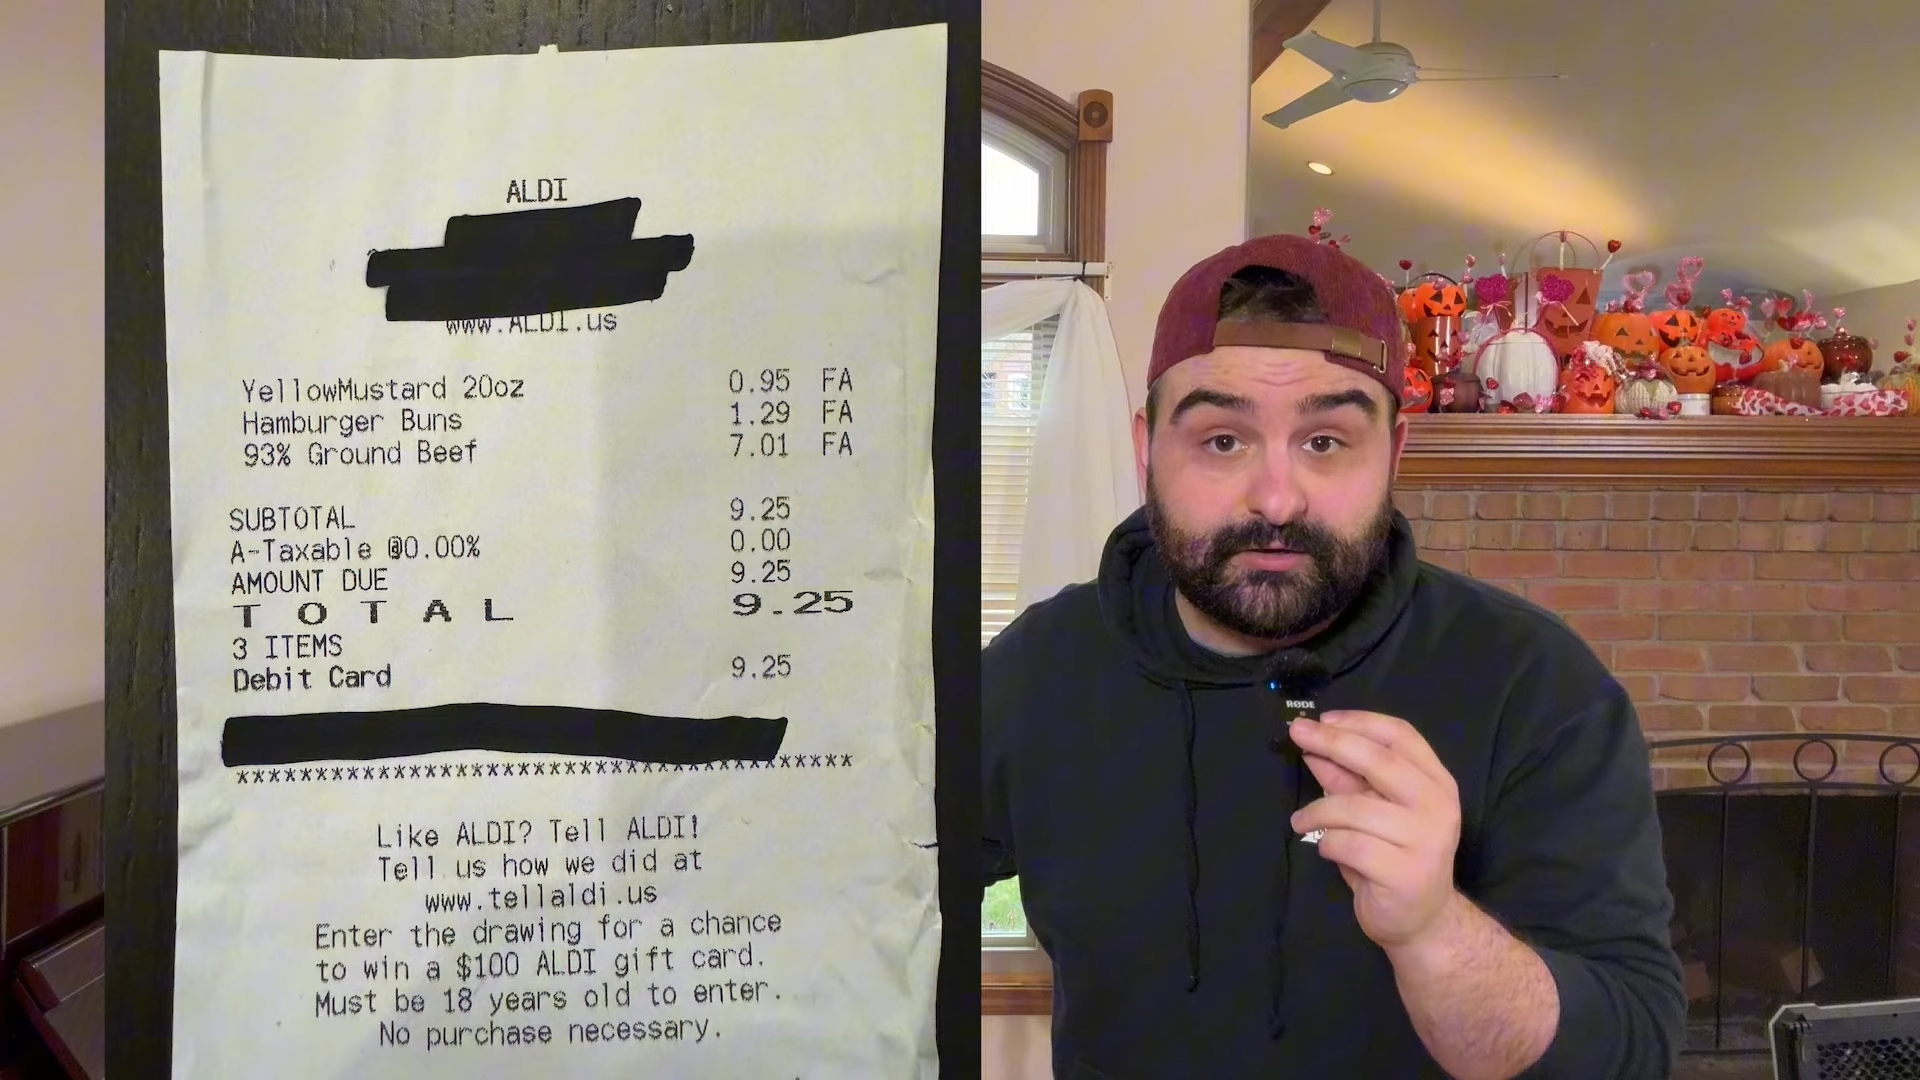 ALDI
www.ALDI.us
YellowMustard 20oz 0.95 FA
Hamburger Buns 1.29 FA
93% Ground Beef 7.01 FA
SUBTOTAL 9.25
A-Taxable @0.00% 0.00
AMOUNT DUE 9.25
TOTAL 9.25
3 ITEMS
Debit Card 9.25
***************************************
Like ALDI? Tell ALDI!
Tell us how we did at
www.tellaldi.us
Enter the drawing for a chance
to win a $100 ALDI gift card.
Must be 18 years old to enter.
No purchase necessary.
RØDE